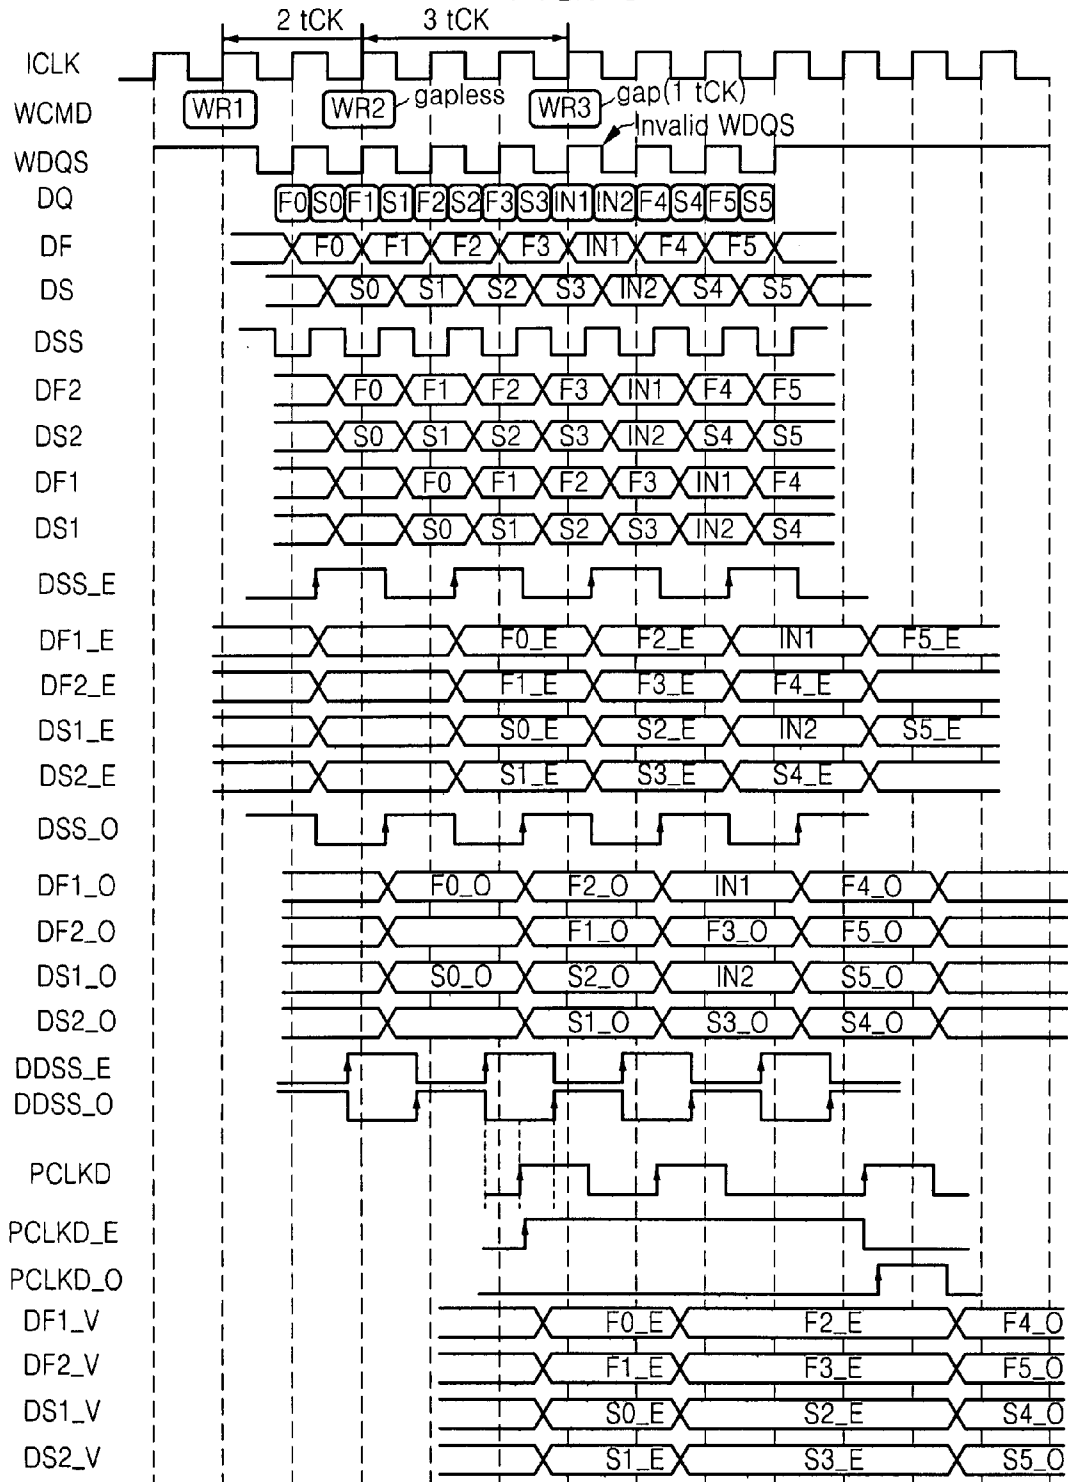 2 tCK 3 tCK
ICLK
WCMD WR1 WR2 gapless WR3 gap(1 tCK)
Invalid WDQS
WDQS
DQ F0 S0 F1 S1 F2 S2 F3 S3 IN1 IN2 F4 S4 F5 S5
DF F0 F1 F2 F3 IN1 F4 F5
DS S0 S1 S2 S3 IN2 S4 S5
DSS
DF2 F0 F1 F2 F3 IN1 F4 F5
DS2 S0 S1 S2 S3 IN2 S4 S5
DF1 F0 F1 F2 F3 IN1 F4
DS1 S0 S1 S2 S3 IN2 S4
DSS_E
DF1_E F0_E F2_E IN1 F5_E
DF2_E F1_E F3_E F4_E
DS1_E S0_E S2_E IN2 S5_E
DS2_E S1_E S3_E S4_E
DSS_O
DF1_O F0_O F2_O IN1 F4_O
DF2_O F1_O F3_O F5_O
DS1_O S0_O S2_O IN2 S5_O
DS2_O S1_O S3_O S4_O
DDSS_E
DDSS_O
PCLKD
PCLKD_E
PCLKD_O
DF1_V F0_E F2_E F4_O
DF2_V F1_E F3_E F5_O
DS1_V S0_E S2_E S4_O
DS2_V S1_E S3_E S5_O